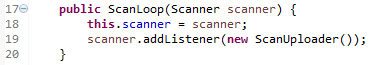 17 public ScanLoop(Scanner scanner) {
18 this.scanner = scanner;
19 scanner.addListener(new ScanUploader());
20 }